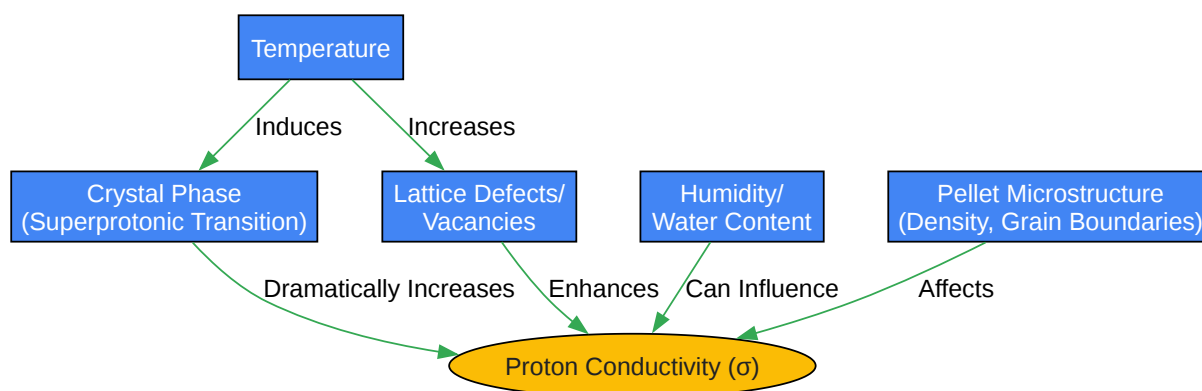 Temperature
Induces
Increases
Crystal Phase
(Superprotonic Transition)
Lattice Defects/
Vacancies
Humidity/
Water Content
Pellet Microstructure
(Density, Grain Boundaries)
Dramatically Increases
Enhances
Can Influence
Affects
Proton Conductivity (σ)